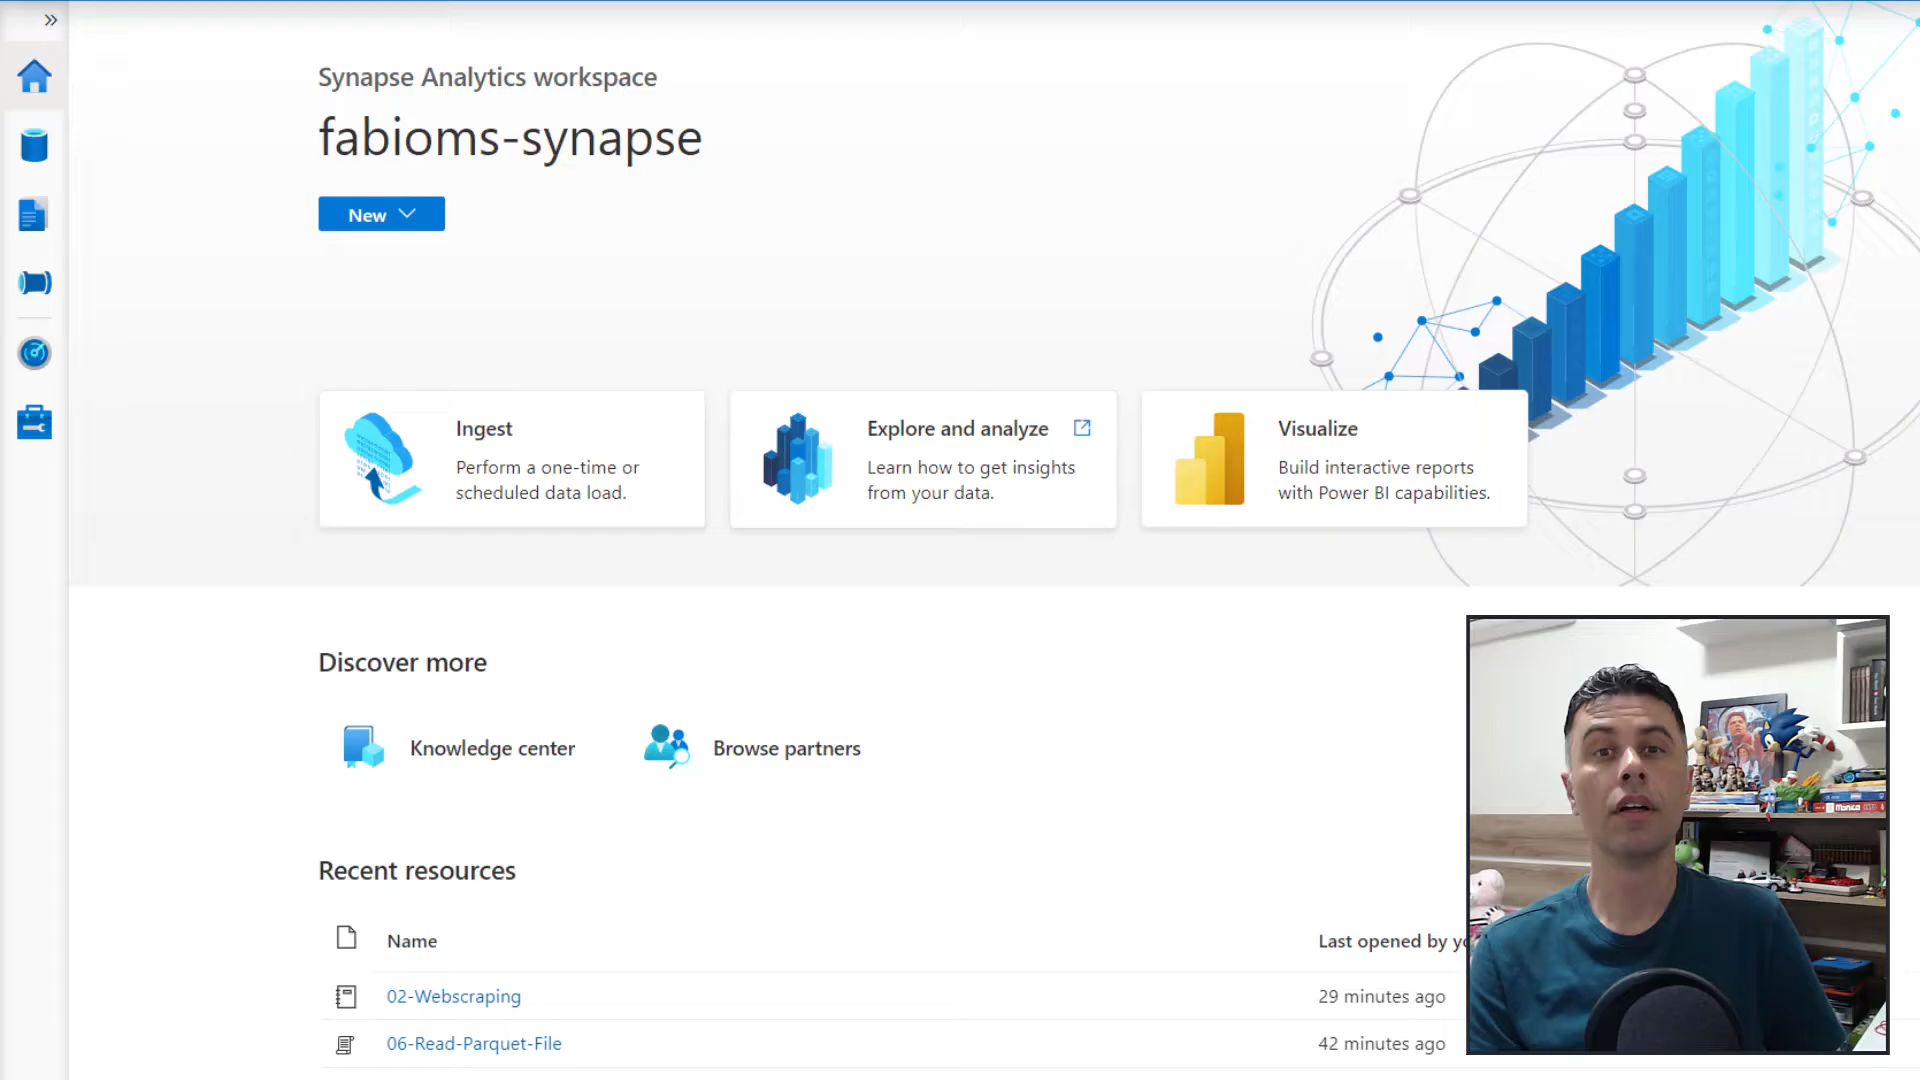 Synapse Analytics workspace
fabioms-synapse
New
Ingest
Perform a one-time or
scheduled data load.
Explore and analyze
Learn how to get insights
from your data.
Visualize
Build interactive reports
with Power BI capabilities.
Discover more
Knowledge center
Browse partners
Recent resources
Name
Last opened by yo
02-Webscraping
29 minutes ago
06-Read-Parquet-File
42 minutes ago